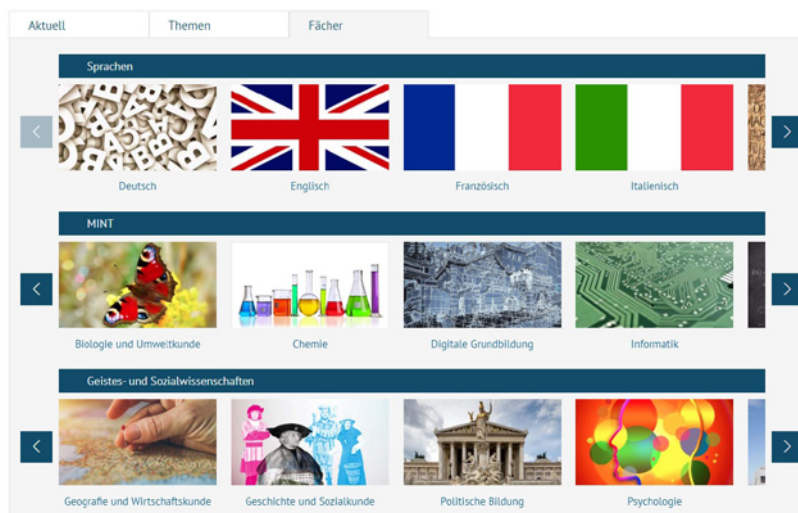 Aktuell
Themen
Fächer
Sprachen
Deutsch
Englisch
Französisch
Italienisch
MINT
Biologie und Umweltkunde
Chemie
Digitale Grundbildung
Informatik
Geistes- und Sozialwissenschaften
Geografie und Wirtschaftskunde
Geschichte und Sozialkunde
Politische Bildung
Psychologie